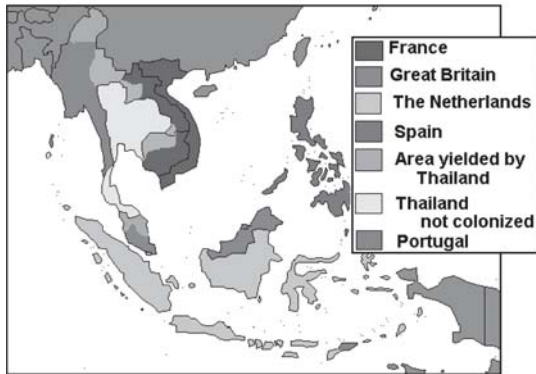 France
Great Britain
The Netherlands
Spain
Area yielded by
Thailand
Thailand
not colonized
Portugal